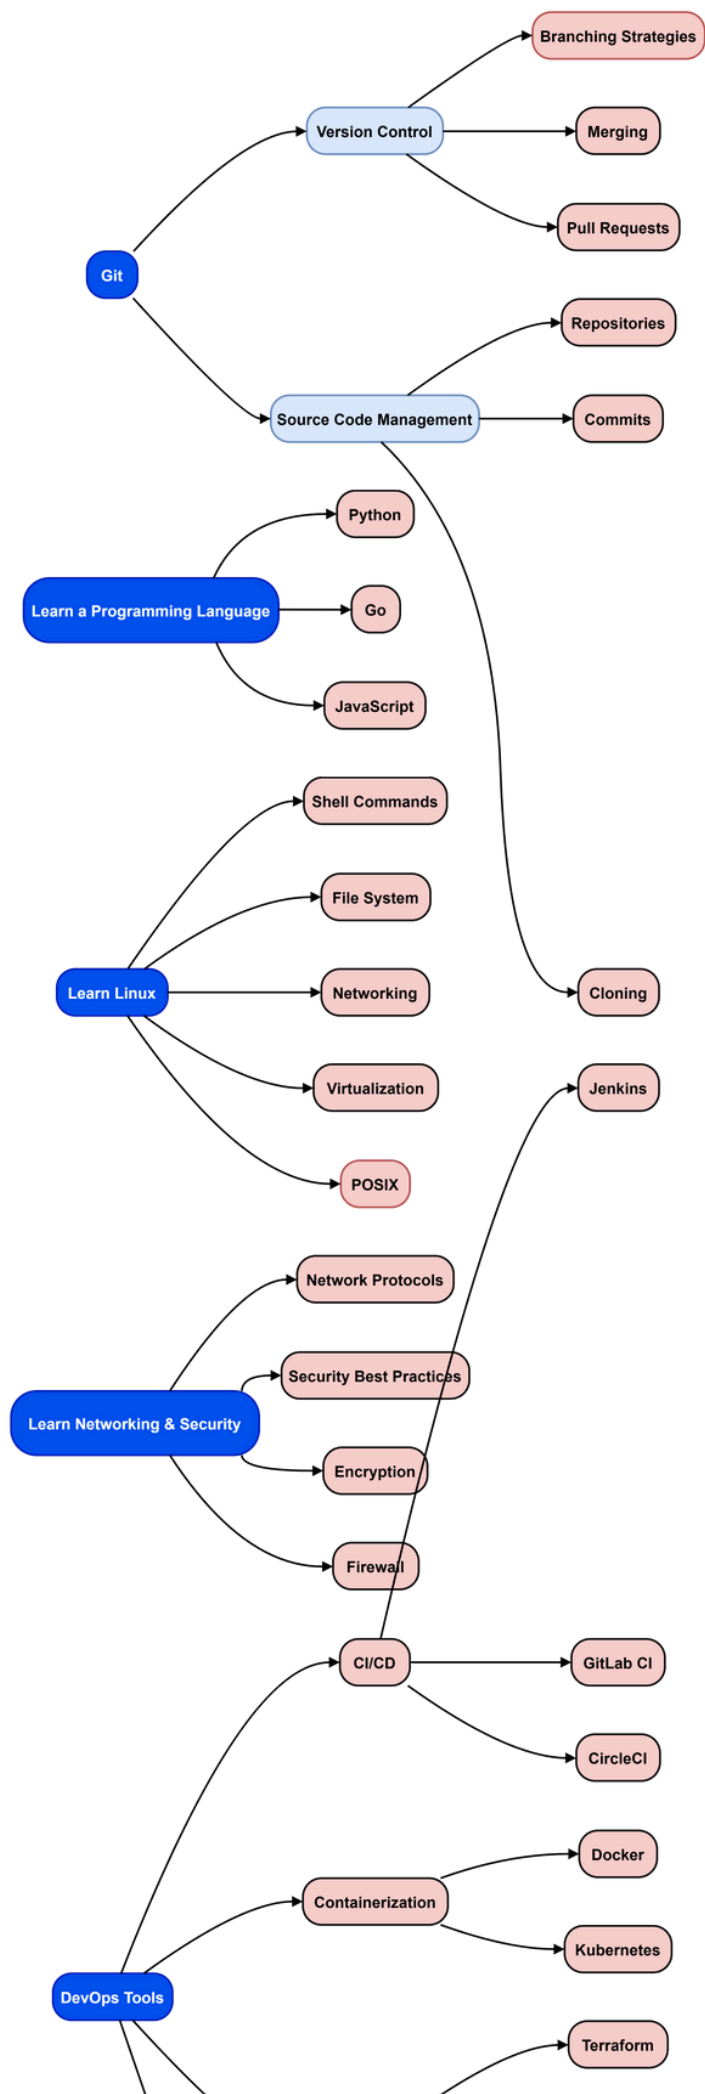 Branching Strategies
Version Control
Merging
Pull Requests
Git
Repositories
Source Code Management
Commits
Python
Learn a Programming Language
Go
JavaScript
Shell Commands
File System
Learn Linux
Networking
Cloning
Virtualization
Jenkins
POSIX
Network Protocols
Security Best Practices
Learn Networking & Security
Encryption
Firewall
CI/CD
GitLab CI
CircleCI
Docker
Containerization
Kubernetes
DevOps Tools
Terraform